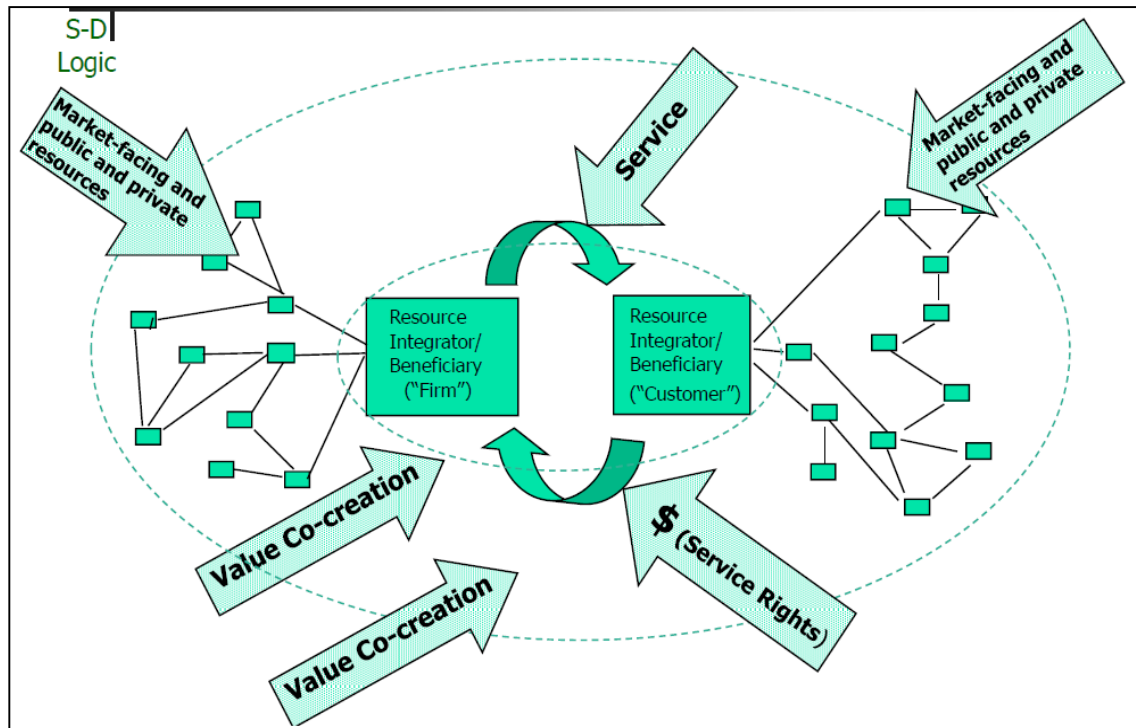 S-D
Logic
Market-facing and
public and private
resources
Service
Market-facing and
public and private
resources
Resource
Integrator/
Beneficiary
(“Firm”)
Resource
Integrator/
Beneficiary
(“Customer”)
Value Co-creation
$ (Service Rights)
Value Co-creation